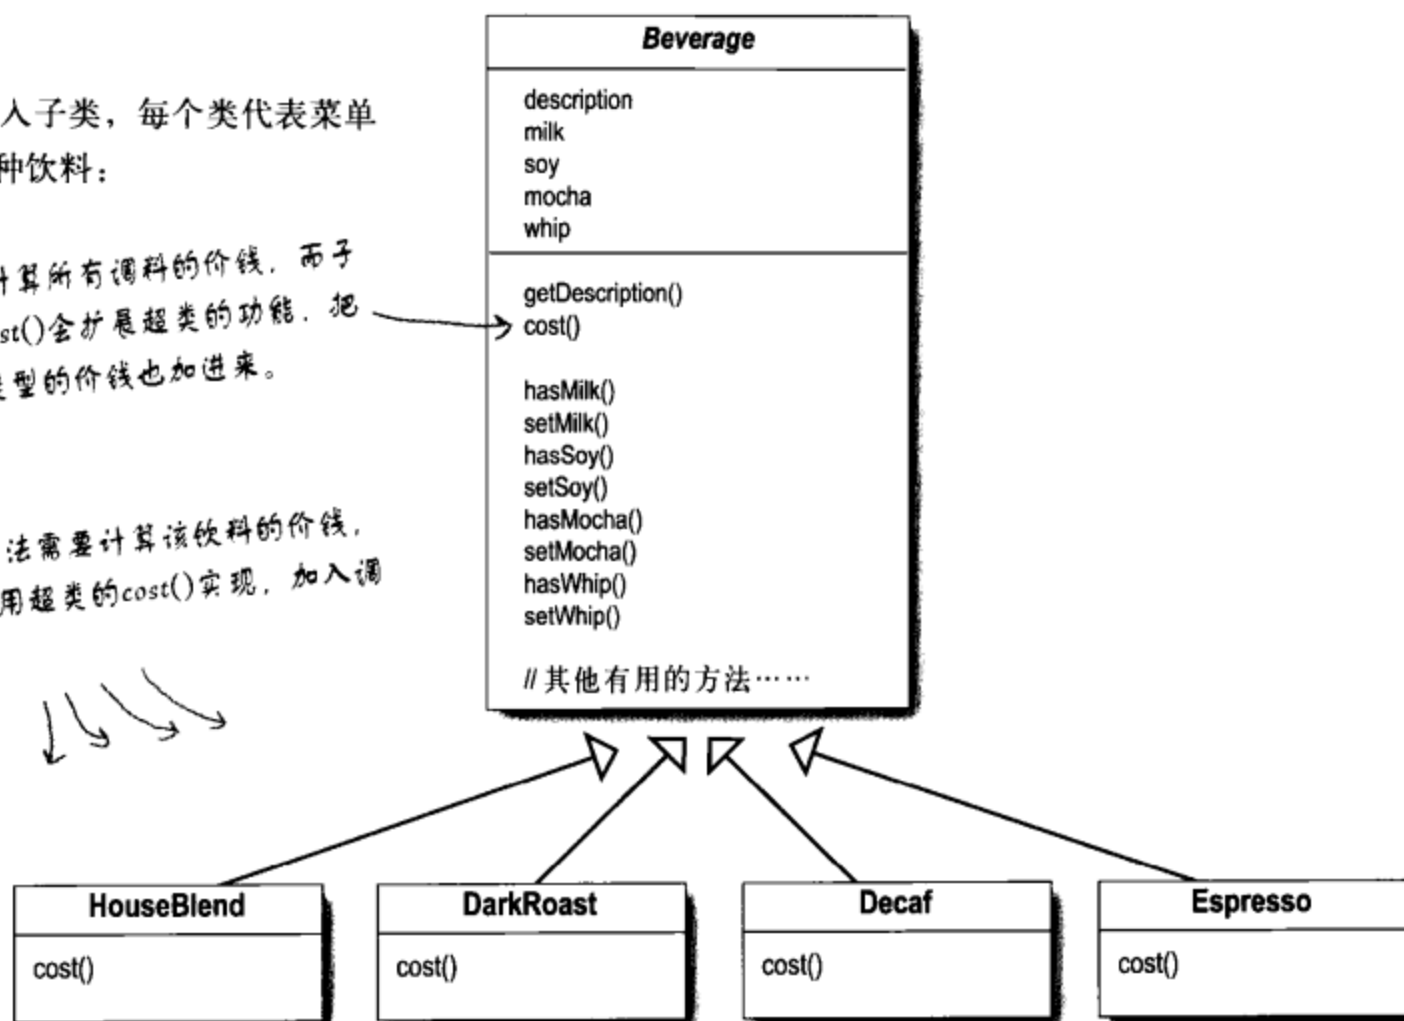 入子类，每个类代表菜单
种饮料：
计算所有调料的价钱，而子
st()会扩展超类的功能，把
类型的价钱也加进来。
法需要计算该饮料的价钱，
用超类的cost()实现，加入调
Beverage
description
milk
soy
mocha
whip
getDescription()
cost()
hasMilk()
setMilk()
hasSoy()
setSoy()
hasMocha()
setMocha()
hasWhip()
setWhip()
//其他有用的方法……
HouseBlend
cost()
DarkRoast
cost()
Decaf
cost()
Espresso
cost()